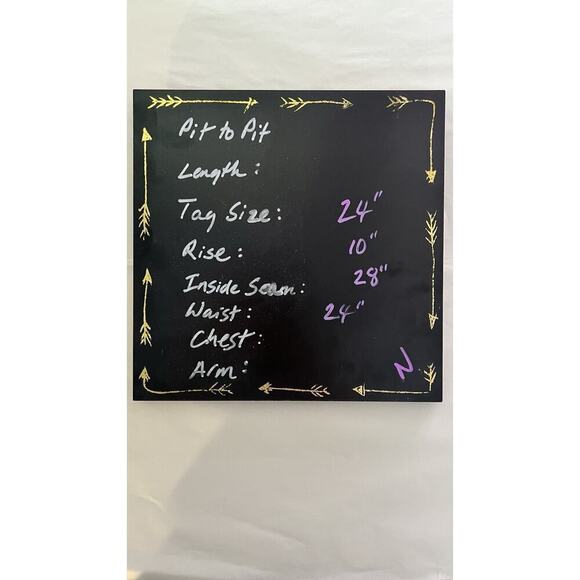 Pit to Pit
Length :
Tag Size : 24"
Rise : 10"
Inside Seam : 28"
Waist : 24"
Chest :
Arm :
N